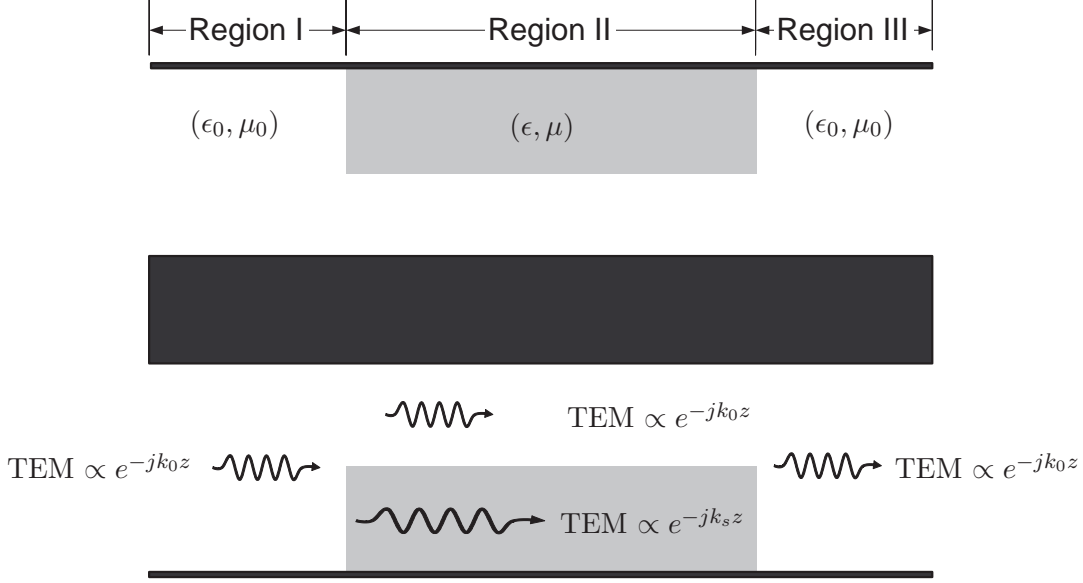 Region I
Region II
Region III
(ϵ₀, μ₀)
(ϵ, μ)
(ϵ₀, μ₀)
TEM ∝ e^{-jk₀z}
TEM ∝ e^{-jk₀z}
TEM ∝ e^{-jk₀z}
TEM ∝ e^{-jkₛz}